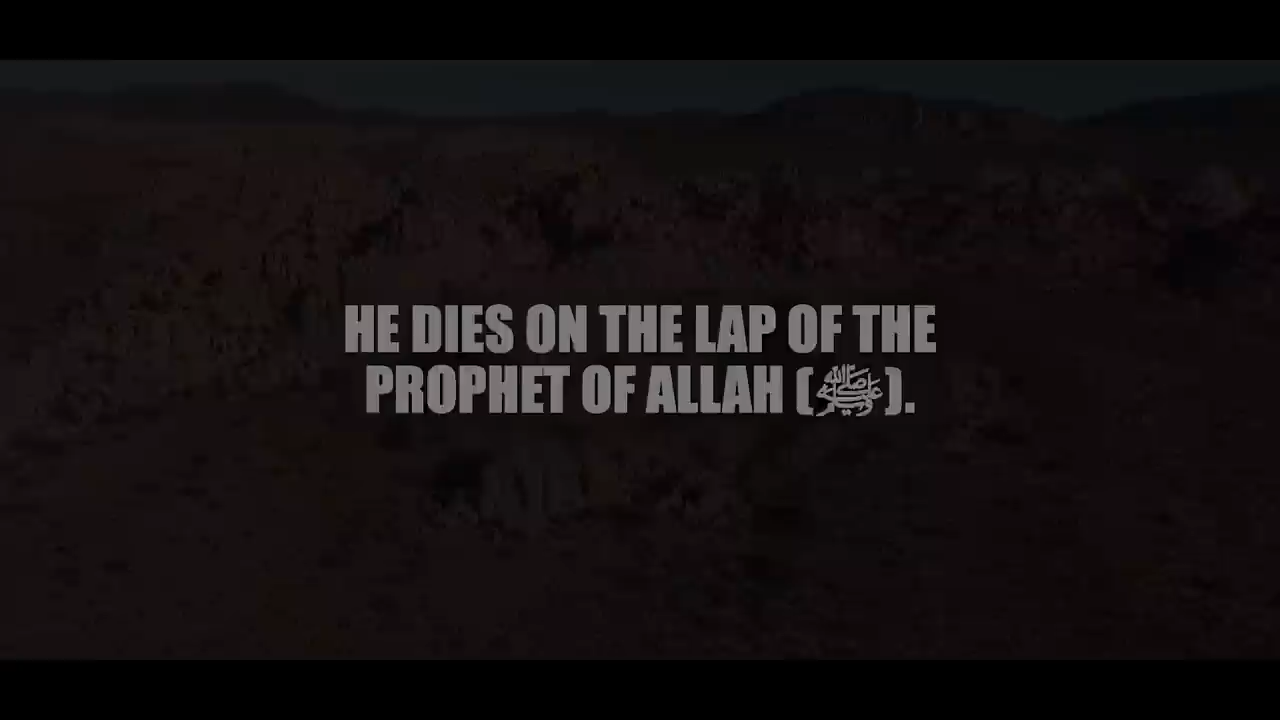 HE DIES ON THE LAP OF THE
PROPHET OF ALLAH (ﷺ).